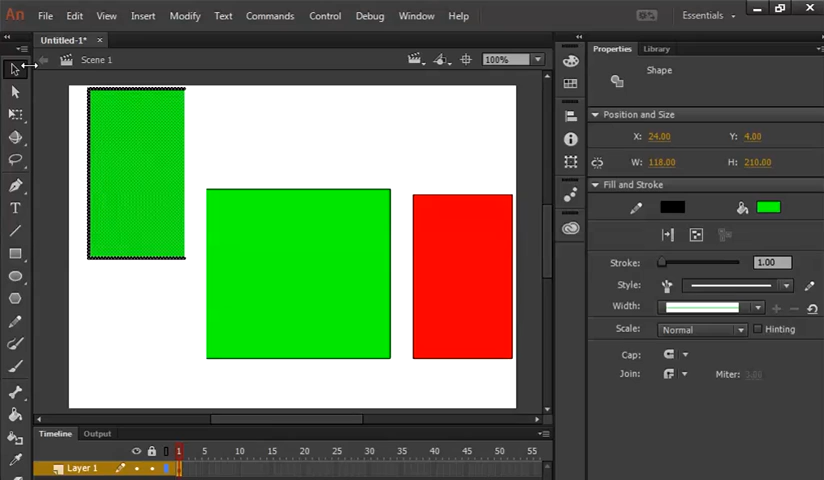 An File Edit View Insert Modify Text Commands Control Debug Window Help Essentials
Untitled-1* ×
Scene 1 100%
Properties Library
Shape
Position and Size
X: 24.00 Y: 4.00
W: 118.00 H: 210.00
Fill and Stroke
Stroke: 1.00
Style:
Width:
Scale: Normal Hinting
Cap:
Join: Miter: 3.00
Timeline Output
1 5 10 15 20 25 30 35 40 45 50 55
Layer 1